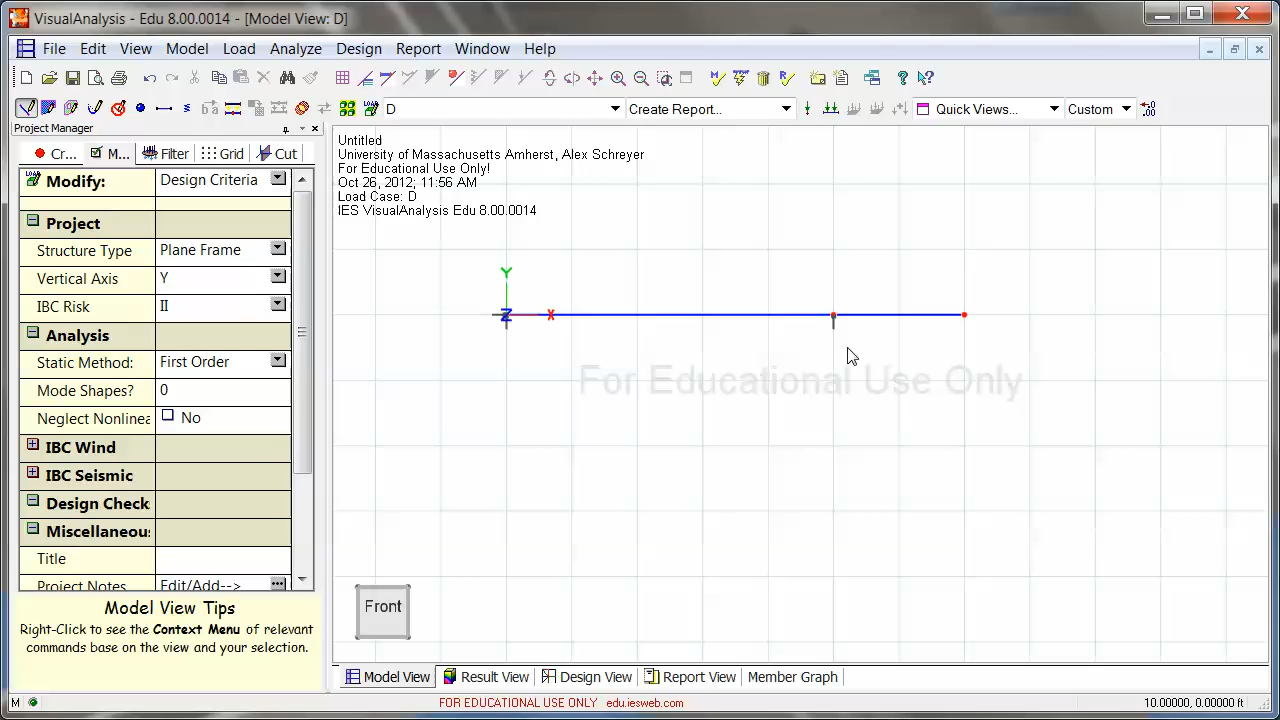 VisualAnalysis - Edu 8.00.0014 - [Model View: D]
File Edit View Model Load Analyze Design Report Window Help
D Create Report... Quick Views... Custom
Project Manager
Cr... M... Filter Grid Cut
Modify: Design Criteria
Project
Structure Type Plane Frame
Vertical Axis Y
IBC Risk II
Analysis
Static Method: First Order
Mode Shapes? 0
Neglect Nonlinea No
IBC Wind
IBC Seismic
Design Check
Miscellaneou
Title
Project Notes Edit/Add-->
Model View Tips
Right-Click to see the Context Menu of relevant
commands base on the view and your selection.
Untitled
University of Massachusetts Amherst, Alex Schreyer
For Educational Use Only!
Oct 26, 2012; 11:56 AM
Load Case: D
IES VisualAnalysis Edu 8.00.0014
Y
Z X
For Educational Use Only
Front
Model View Result View Design View Report View Member Graph
M FOR EDUCATIONAL USE ONLY edu.iesweb.com 10.00000, 0.00000 ft